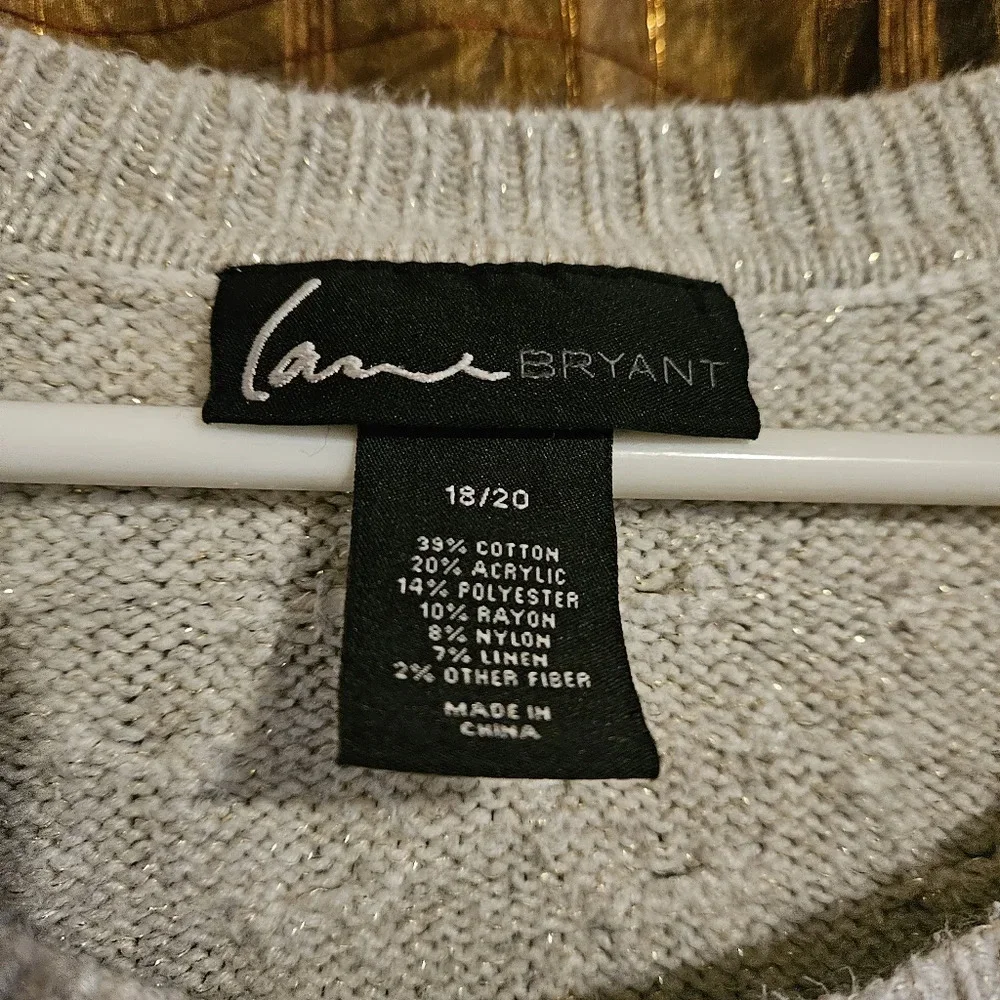 Lane BRYANT
18/20
39% COTTON
20% ACRYLIC
14% POLYESTER
10% RAYON
8% NYLON
7% LINEN
2% OTHER FIBER
MADE IN
CHINA